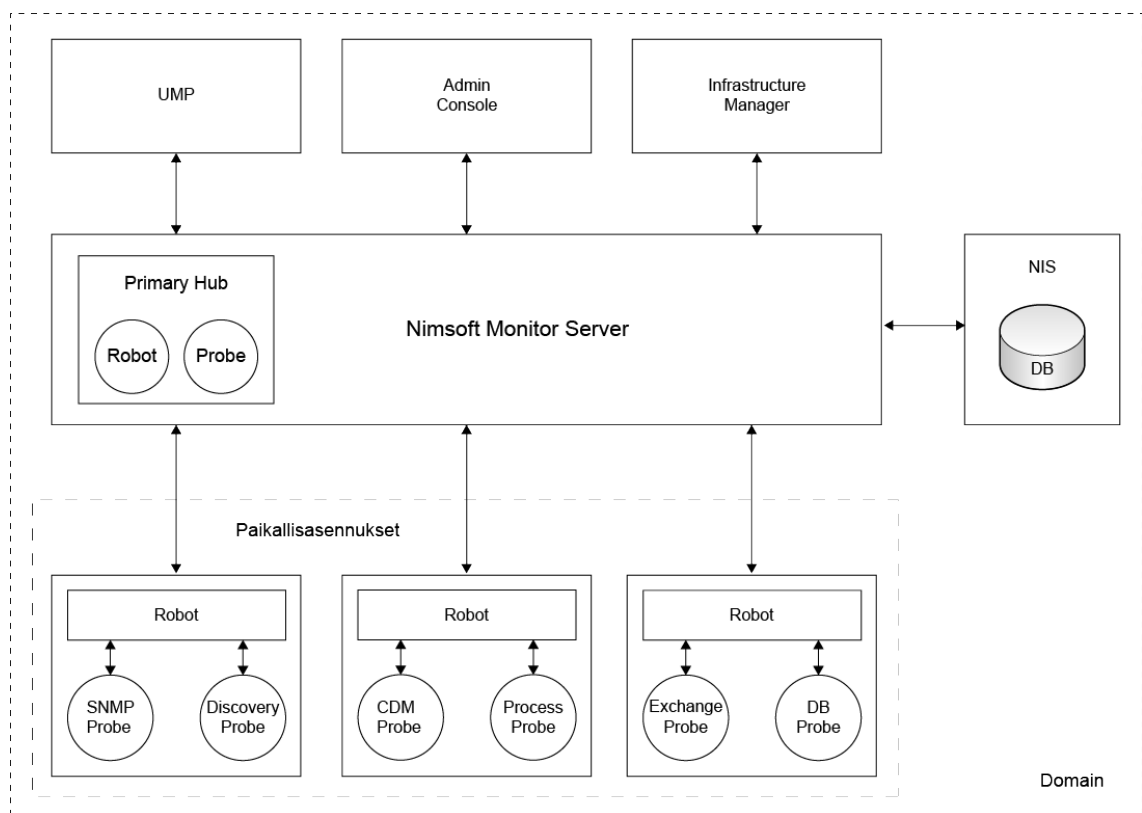 UMP
Admin
Console
Infrastructure
Manager
Primary Hub
Robot
Probe
Nimsoft Monitor Server
NIS
DB
Paikallisasennukset
Robot
SNMP
Probe
Discovery
Probe
Robot
CDM
Probe
Process
Probe
Robot
Exchange
Probe
DB
Probe
Domain